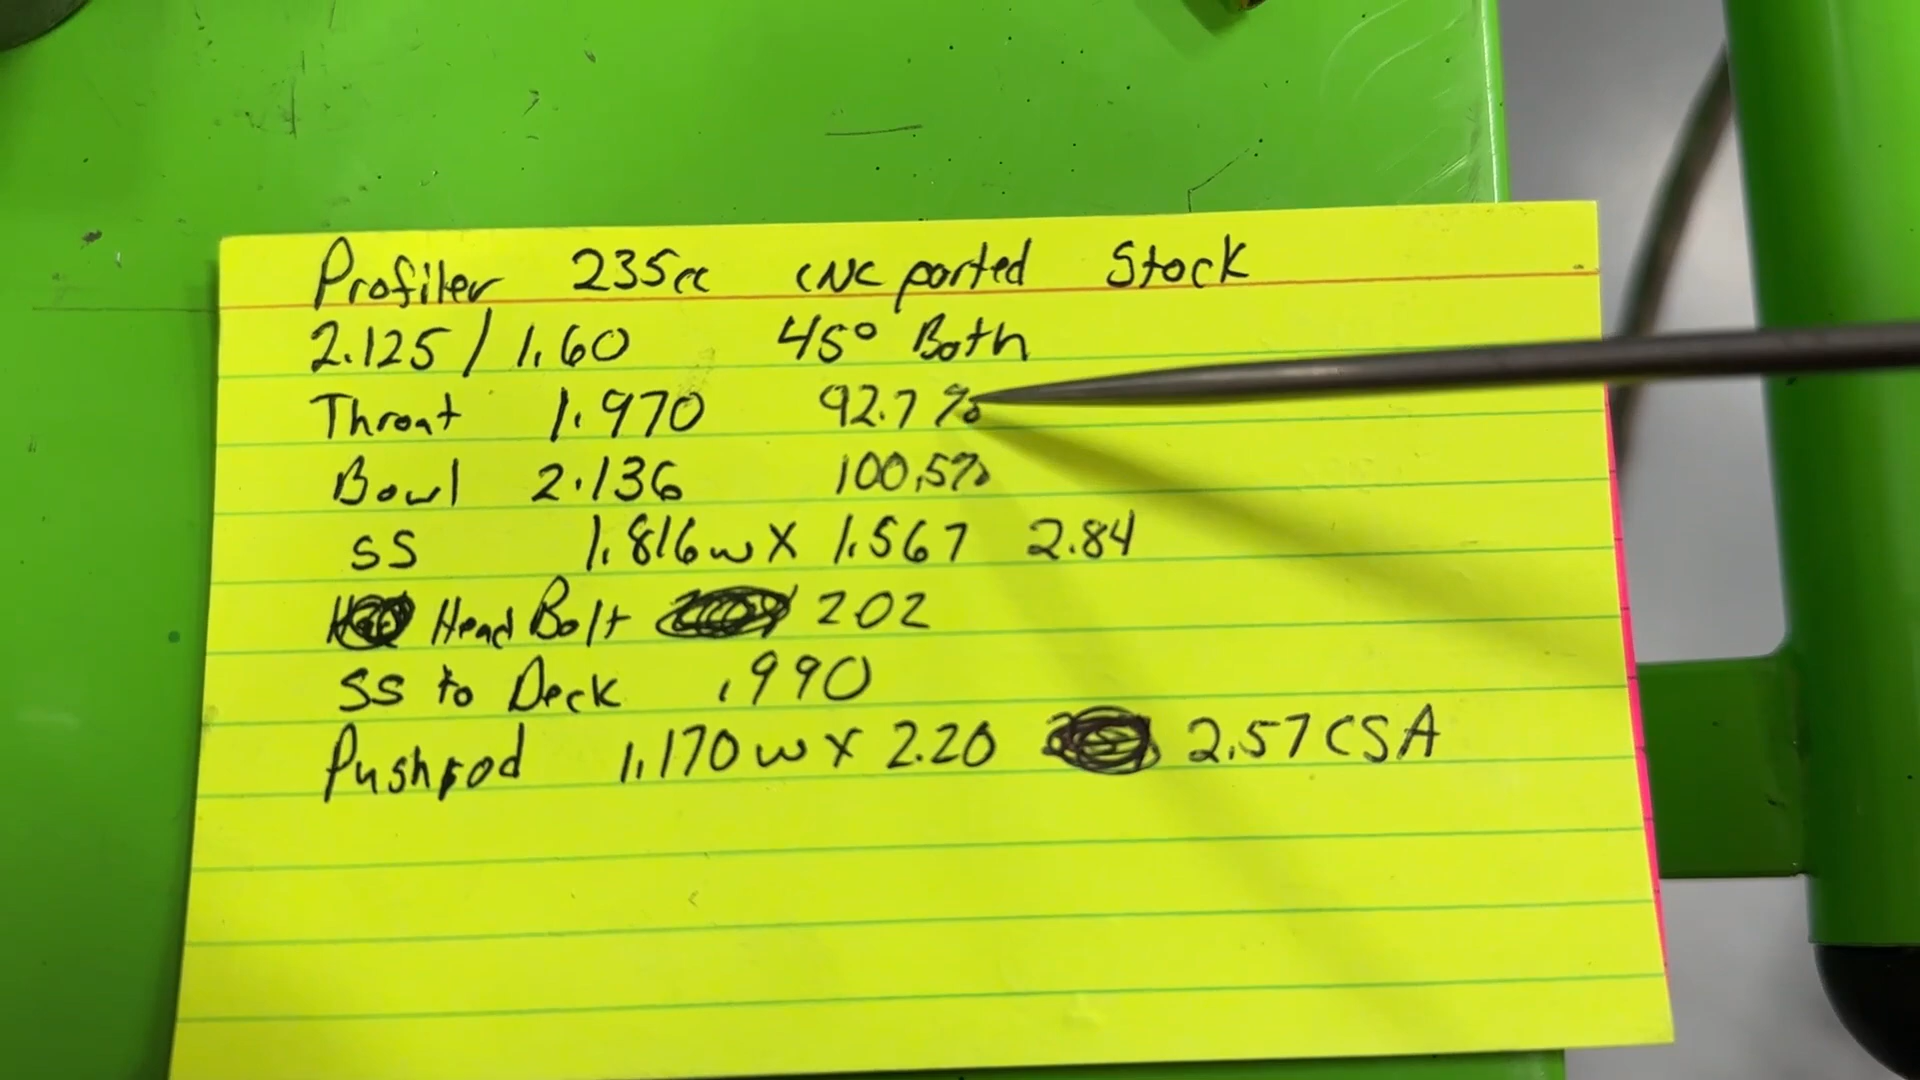 Profiler 235cc CNC ported Stock
2.125 / 1.60 45° Both
Throat 1.970 92.7%
Bowl 2.136 100.5%
SS 1.816w X 1.567 2.84
Head Bolt 202
SS to Deck .990
Pushrod 1.170w X 2.20 2.57 CSA